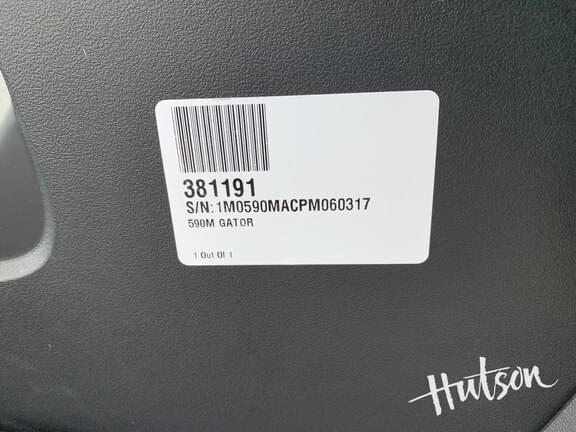 381191
S/N: 1M0590MACPM060317
590M GATOR
1 Out Of 1
Hutson